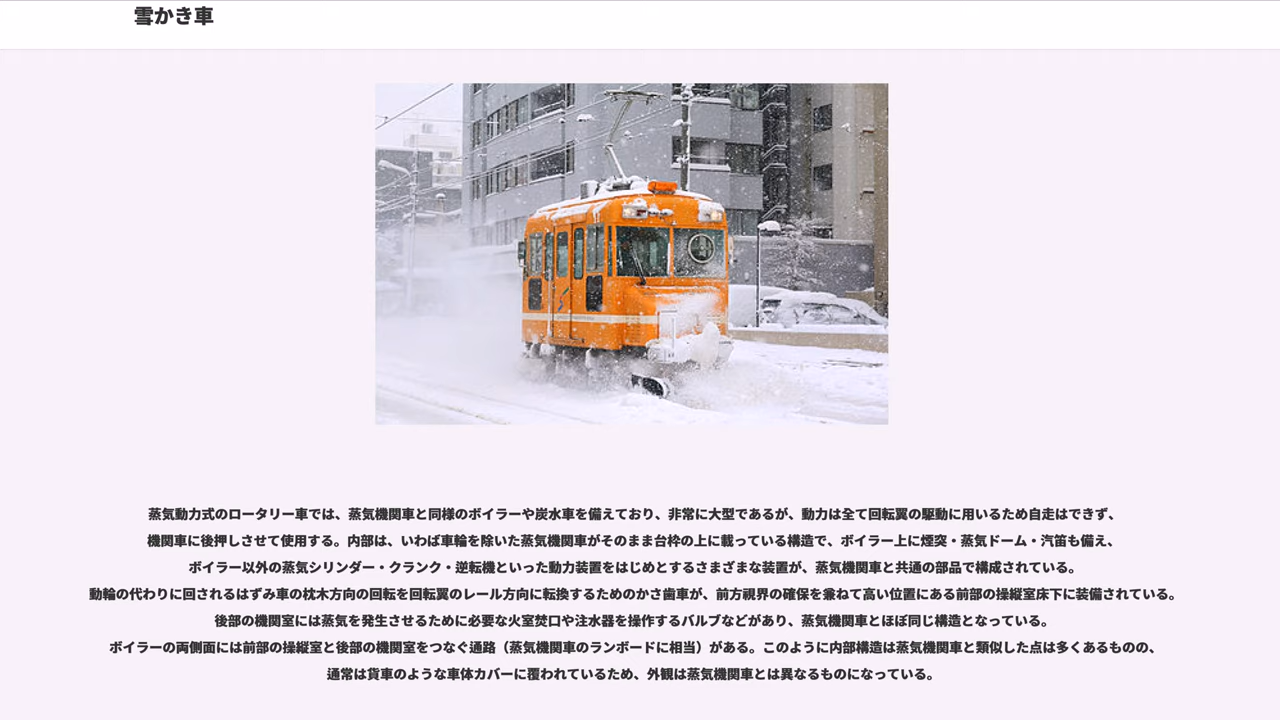 雪かき車
蒸気動力式のロータリー車では、蒸気機関車と同様のボイラーや炭水車を備えており、非常に大型であるが、動力は全て回転翼の駆動に用いるため自走はできず、
機関車に後押しさせて使用する。内部は、いわば車輪を除いた蒸気機関車がそのまま台枠の上に載っている構造で、ボイラー上に煙突・蒸気ドーム・汽笛も備え、
ボイラー以外の蒸気シリンダー・クランク・逆転機といった動力装置をはじめとするさまざまな装置が、蒸気機関車と共通の部品で構成されている。
動輪の代わりに回されるはずみ車の枕木方向の回転を回転翼のレール方向に転換するためのかさ歯車が、前方視界の確保を兼ねて高い位置にある前部の操縦室床下に装備されている。
後部の機関室には蒸気を発生させるために必要な火室焚口や注水器を操作するバルブなどがあり、蒸気機関車とほぼ同じ構造となっている。
ボイラーの両側面には前部の操縦室と後部の機関室をつなぐ通路（蒸気機関車のランボードに相当）がある。このように内部構造は蒸気機関車と類似した点は多くあるものの、
通常は貨車のような車体カバーに覆われているため、外観は蒸気機関車とは異なるものになっている。